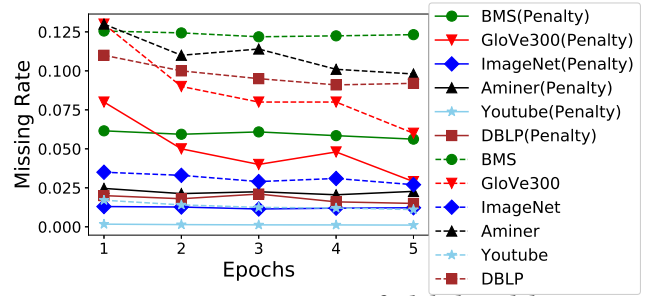 0.125
0.100
0.075
0.050
0.025
0.000
Missing Rate
1 2 3 4 5
Epochs
BMS(Penalty)
GloVe300(Penalty)
ImageNet(Penalty)
Aminer(Penalty)
Youtube(Penalty)
DBLP(Penalty)
BMS
GloVe300
ImageNet
Aminer
Youtube
DBLP